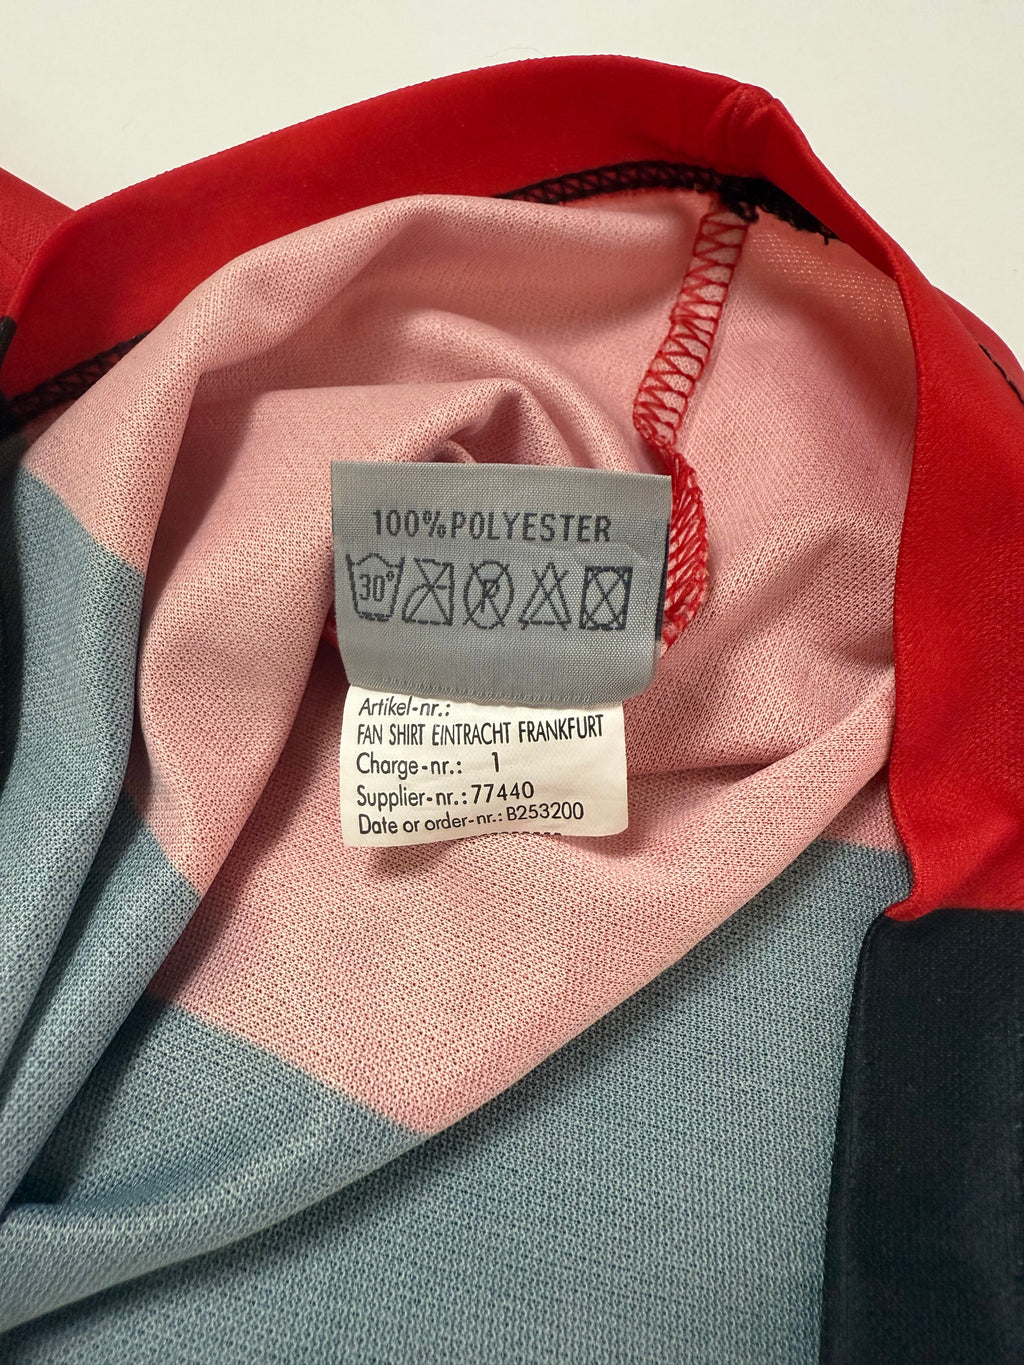 100% POLYESTER
30°
P
Artikel-nr.:
FAN SHIRT EINTRACHT FRANKFURT
Charge-nr.: 1
Supplier-nr.: 77440
Date or order-nr.: B253200